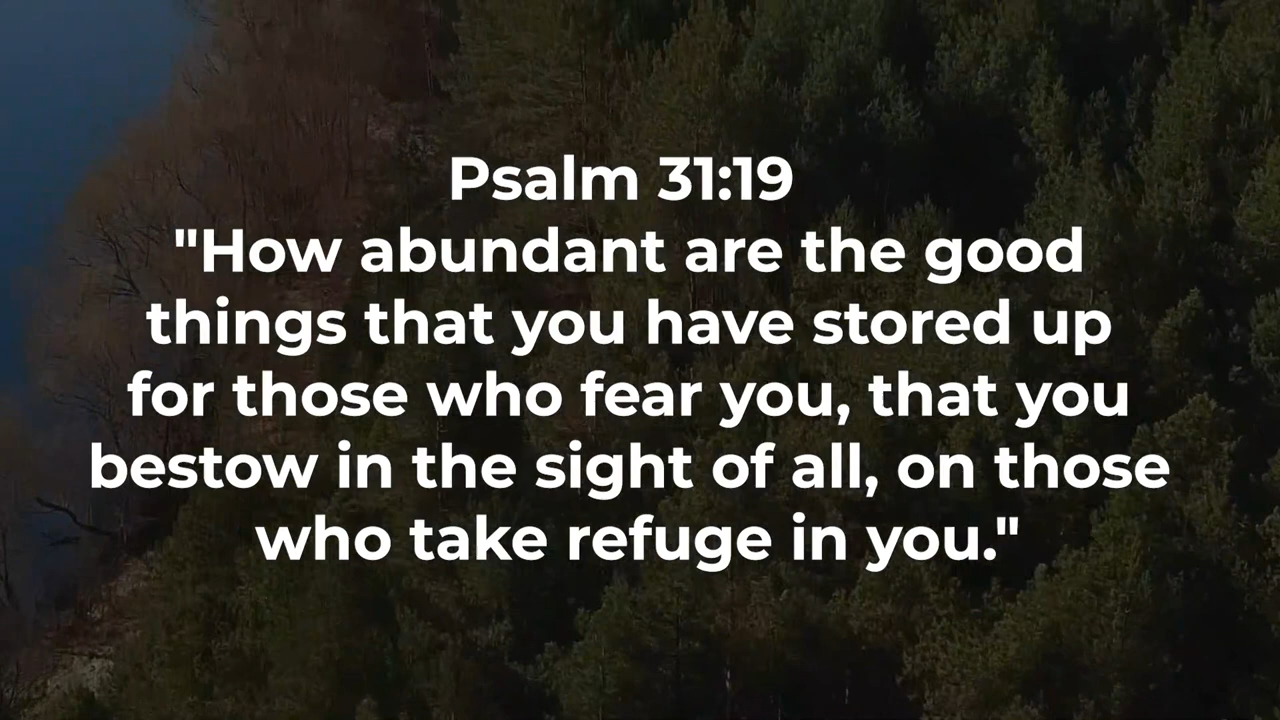 Psalm 31:19
"How abundant are the good
things that you have stored up
for those who fear you, that you
bestow in the sight of all, on those
who take refuge in you."